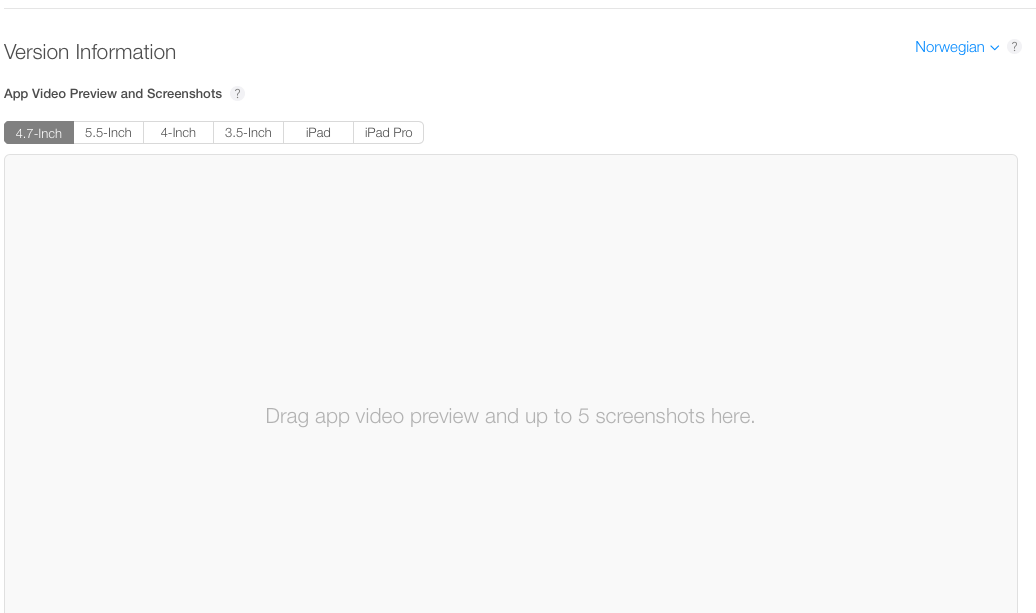 Version Information
Norwegian ?
App Video Preview and Screenshots ?
4.7-Inch 5.5-Inch 4-Inch 3.5-Inch iPad iPad Pro
Drag app video preview and up to 5 screenshots here.